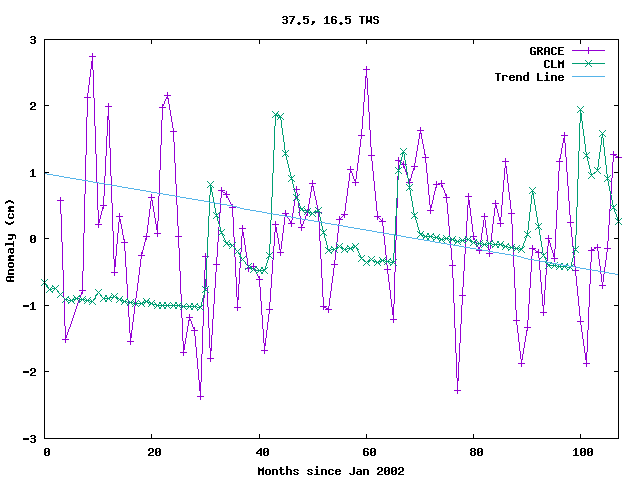 37.5, 16.5 TWS
GRACE
CLM
Trend Line
3
2
1
0
-1
-2
-3
Anomaly (cm)
0 20 40 60 80 100
Months since Jan 2002